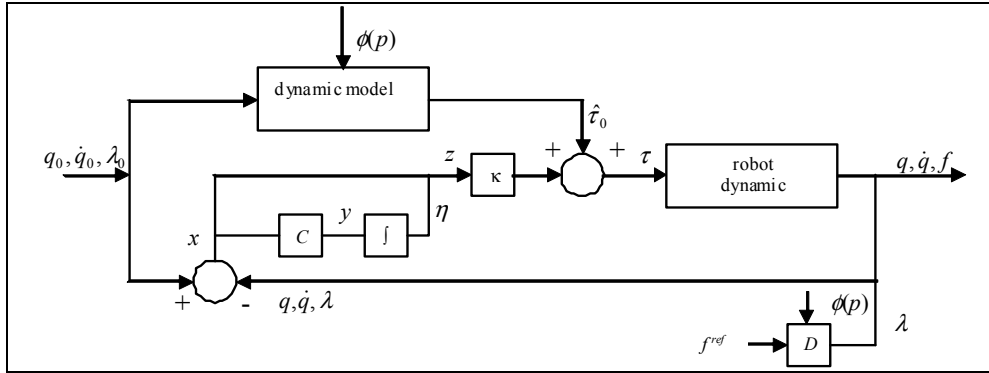 ϕ(p)
dynamic model
τ̂₀
q₀, q̇₀, λ₀
+ +
z κ τ robot
dynamic
q, q̇, f
x C y ∫ η
+ - q, q̇, λ
ϕ(p)
λ
f^ref D